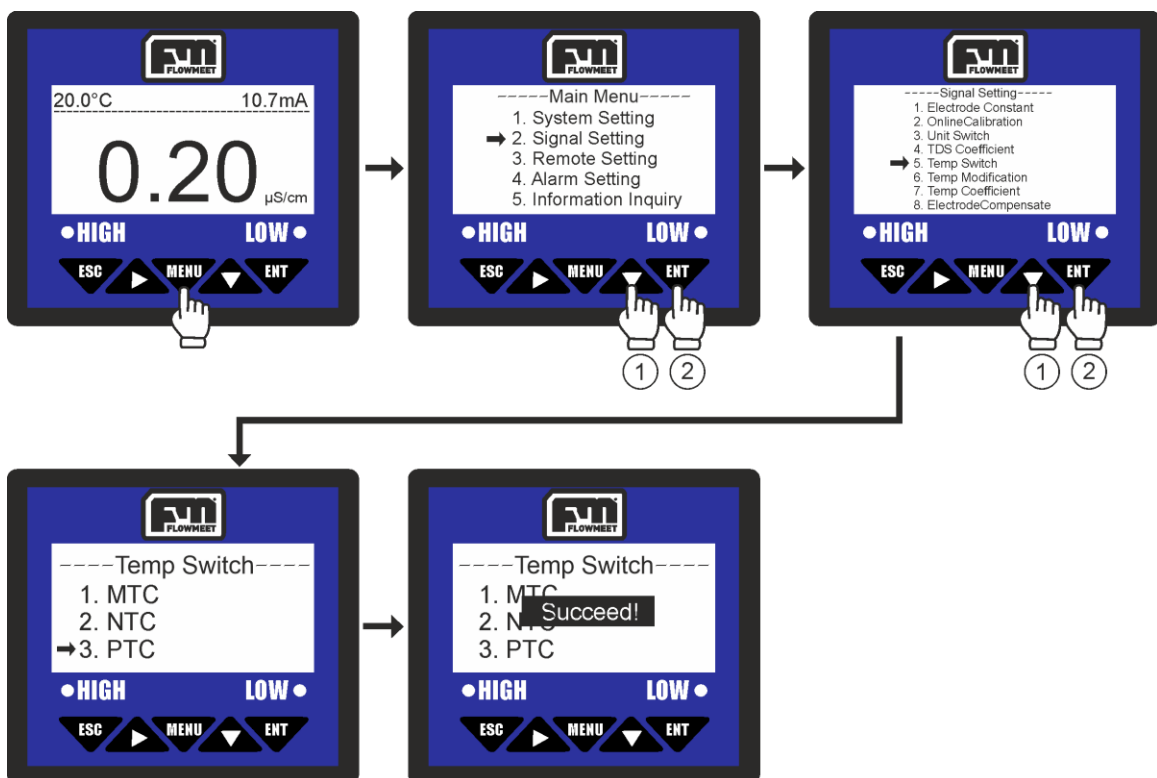 FLOWMEET
20.0°C 10.7mA
0.20 µS/cm
HIGH LOW
ESC MENU ENT
FLOWMEET
-----Main Menu-----
1. System Setting
2. Signal Setting
3. Remote Setting
4. Alarm Setting
5. Information Inquiry
HIGH LOW
ESC MENU ENT
1 2
FLOWMEET
-----Signal Setting-----
1. Electrode Constant
2. OnlineCalibration
3. Unit Switch
4. TDS Coefficient
5. Temp Switch
6. Temp Modification
7. Temp Coefficient
8. ElectrodeCompensate
HIGH LOW
ESC MENU ENT
1 2
FLOWMEET
----Temp Switch----
1. MTC
2. NTC
3. PTC
HIGH LOW
ESC MENU ENT
FLOWMEET
----Temp Switch----
1. MTC
Succeed!
2. NTC
3. PTC
HIGH LOW
ESC MENU ENT